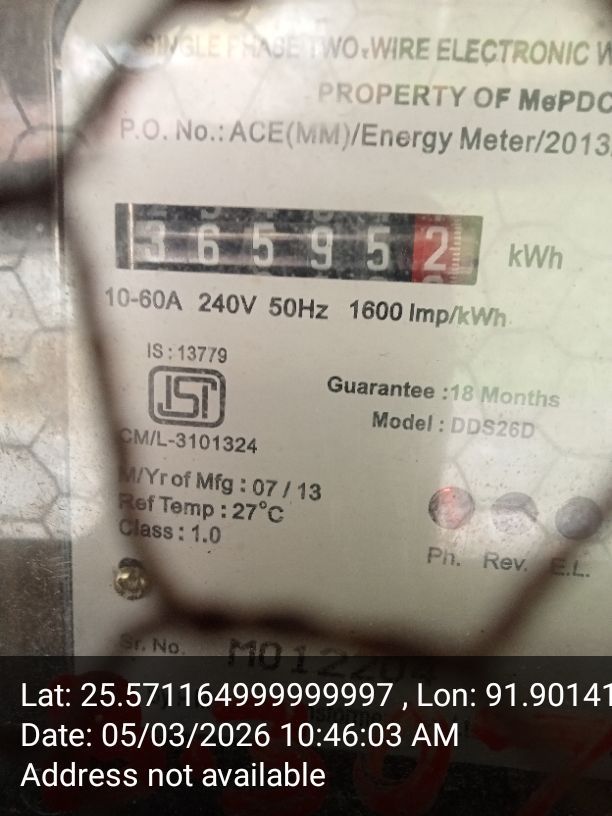 SINGLE PHASE TWO-WIRE ELECTRONIC W
PROPERTY OF MePDC
P.O. No.: ACE(MM)/Energy Meter/2013
365952 kWh
10-60A 240V 50Hz 1600 Imp/kWh
IS : 13779
ISI
CM/L-3101324
Guarantee :18 Months
Model : DDS26D
M/Yr of Mfg : 07 / 13
Ref Temp : 27°C
Class : 1.0
Ph. Rev. E.L.
Sr. No. M012204
Lat: 25.571164999999997 , Lon: 91.90141
Date: 05/03/2026 10:46:03 AM
Address not available